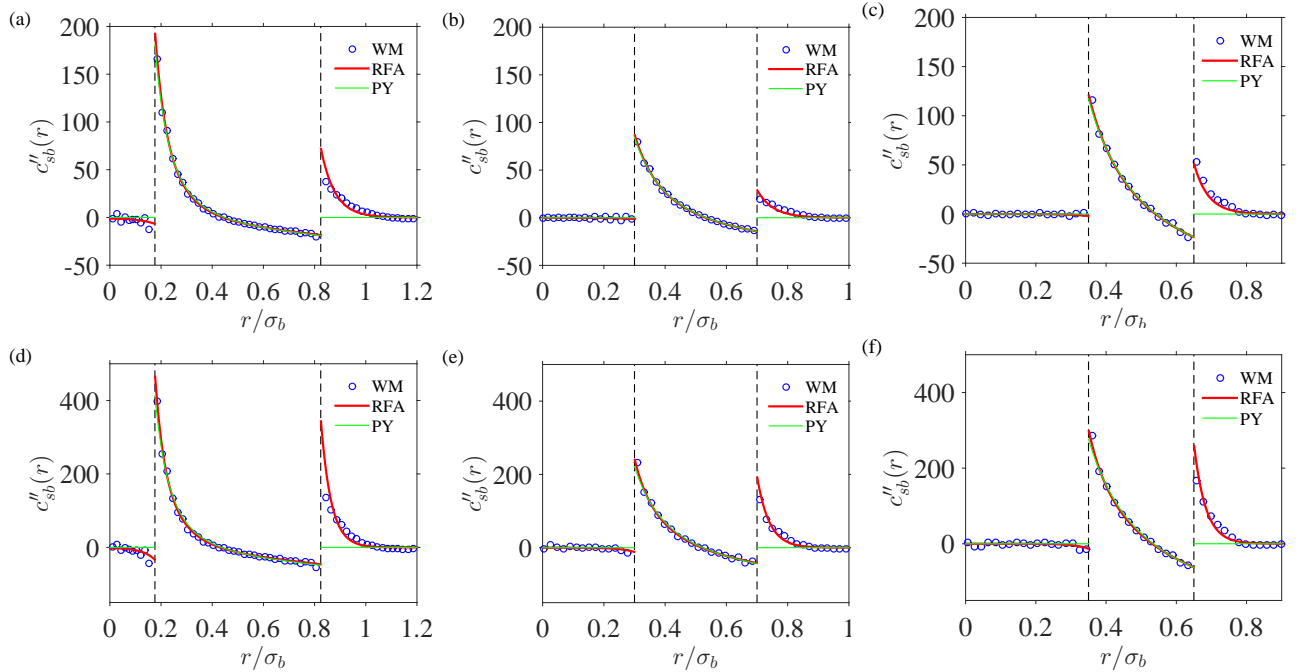 (a)
200
150
100
50
0
-50
c''_{sb}(r)
WM
RFA
PY
0 0.2 0.4 0.6 0.8 1 1.2
r/σ_b
(b)
200
150
100
50
0
-50
c''_{sb}(r)
WM
RFA
PY
0 0.2 0.4 0.6 0.8 1
r/σ_b
(c)
200
150
100
50
0
-50
c''_{sb}(r)
WM
RFA
PY
0 0.2 0.4 0.6 0.8
r/σ_b
(d)
400
200
0
c''_{sb}(r)
WM
RFA
PY
0 0.2 0.4 0.6 0.8 1 1.2
r/σ_b
(e)
400
200
0
c''_{sb}(r)
WM
RFA
PY
0 0.2 0.4 0.6 0.8 1
r/σ_b
(f)
400
200
0
c''_{sb}(r)
WM
RFA
PY
0 0.2 0.4 0.6 0.8
r/σ_b